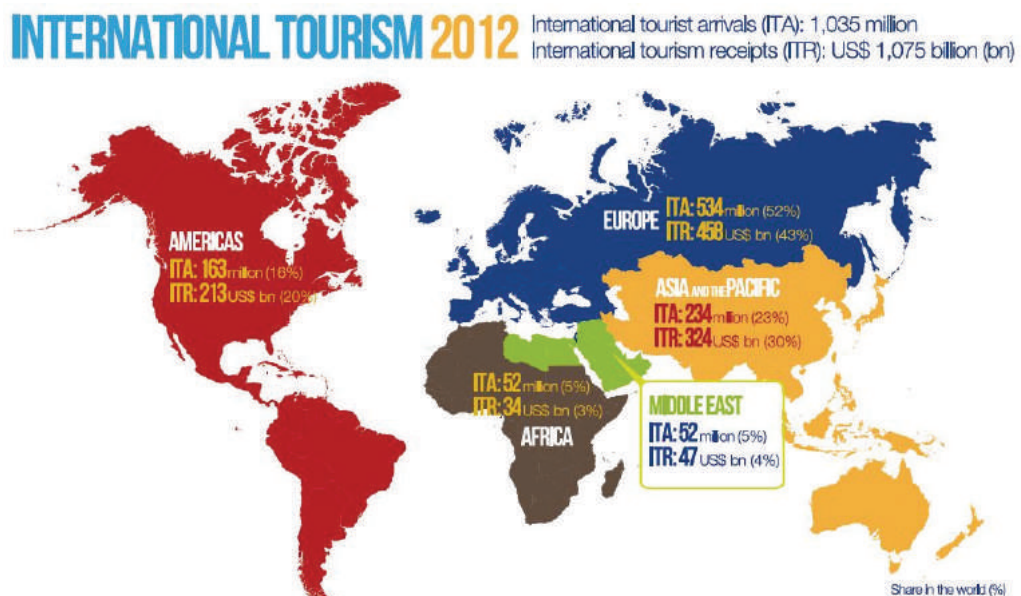 INTERNATIONAL TOURISM 2012
International tourist arrivals (ITA): 1,035 million
International tourism receipts (ITR): US$ 1,075 billion (bn)
AMERICAS
ITA: 163 million (16%)
ITR: 213 US$ bn (20%)
EUROPE
ITA: 534 million (52%)
ITR: 458 US$ bn (43%)
ASIA AND THE PACIFIC
ITA: 234 million (23%)
ITR: 324 US$ bn (30%)
ITA: 52 million (5%)
ITR: 34 US$ bn (3%)
AFRICA
MIDDLE EAST
ITA: 52 million (5%)
ITR: 47 US$ bn (4%)
Share in the world (%)